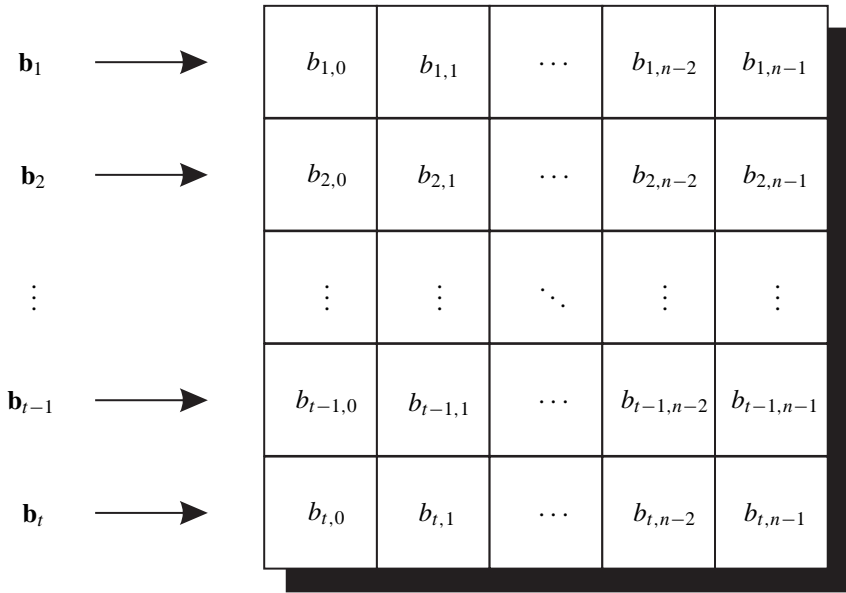 b₁ b₁,₀ b₁,₁ ⋯ b₁,ₙ₋₂ b₁,ₙ₋₁
b₂ b₂,₀ b₂,₁ ⋯ b₂,ₙ₋₂ b₂,ₙ₋₁
⋮ ⋮ ⋮ ⋱ ⋮ ⋮
bₜ₋₁ bₜ₋₁,₀ bₜ₋₁,₁ ⋯ bₜ₋₁,ₙ₋₂ bₜ₋₁,ₙ₋₁
bₜ bₜ,₀ bₜ,₁ ⋯ bₜ,ₙ₋₂ bₜ,ₙ₋₁